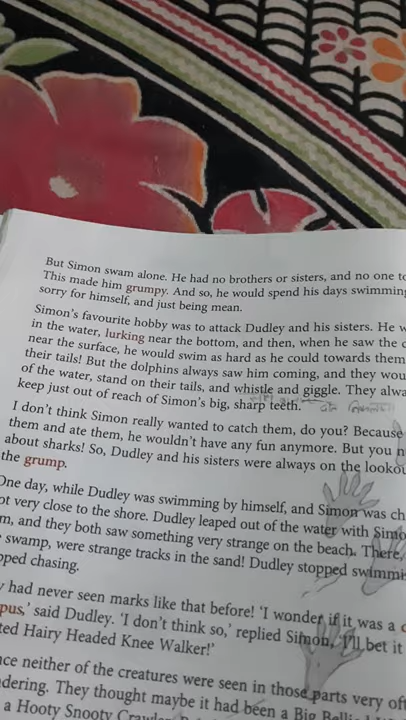 But Simon swam alone. He had no brothers or sisters, and no one to
This made him grumpy. And so, he would spend his days swimming
sorry for himself, and just being mean.
Simon's favourite hobby was to attack Dudley and his sisters. He w
in the water, lurking near the bottom, and then, when he saw the
near the surface, he would swim as hard as he could towards them
their tails! But the dolphins always saw him coming, and they wou
of the water, stand on their tails, and whistle and giggle. They alwa
keep just out of reach of Simon's big, sharp teeth.
I don't think Simon really wanted to catch them, do you? Because
them and ate them, he wouldn't have any fun anymore. But you n
about sharks! So, Dudley and his sisters were always on the lookou
the grump.
One day, while Dudley was swimming by himself, and Simon was ch
ot very close to the shore. Dudley leaped out of the water with Simo
m, and they both saw something very strange on the beach. There,
swamp, were strange tracks in the sand! Dudley stopped swimmi
pped chasing.
y had never seen marks like that before! 'I wonder if it was a
pus,' said Dudley. 'I don't think so,' replied Simon, 'I'll bet it
ted Hairy Headed Knee Walker!'
nce neither of the creatures were seen in those parts very oft
dering. They thought maybe it had been a Big
a Hooty Snooty